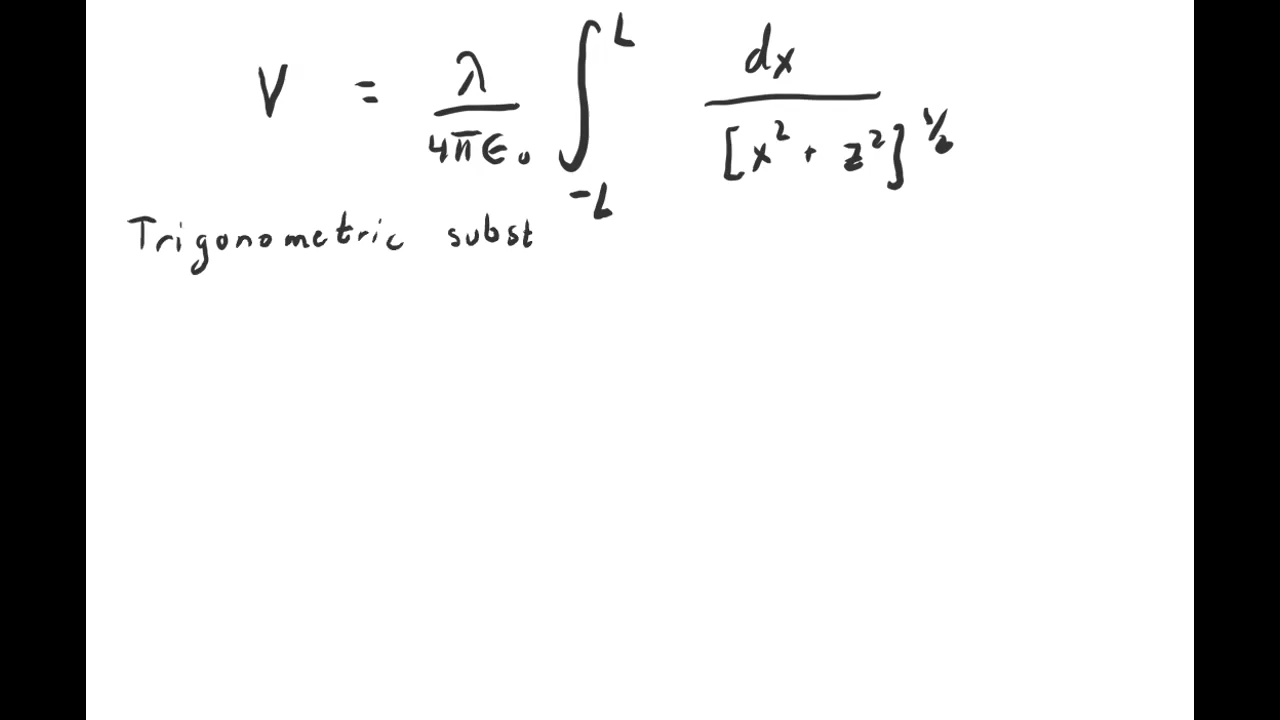 V = λ/4πϵ₀ ∫_{-L}^{L} dx/[x² + z²]^{1/2}
Trigonometric subst